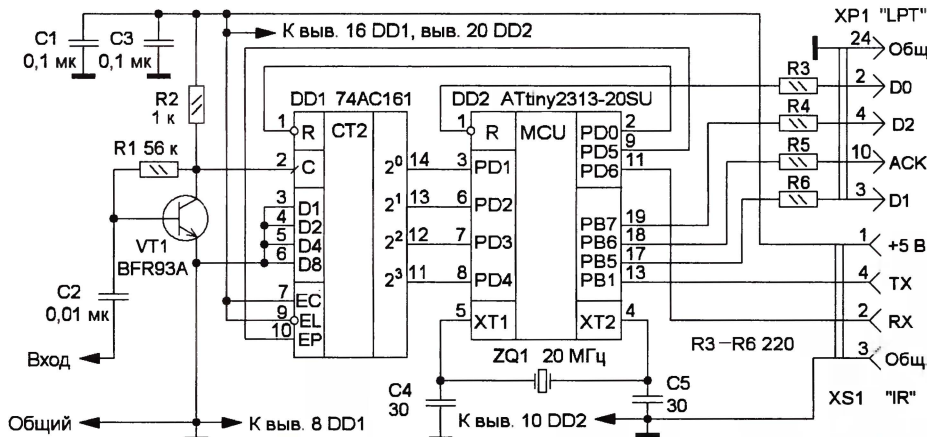 XP1 "LPT"
C1
0,1 мк
C3
0,1 мк
К выв. 16 DD1, выв. 20 DD2
24
Общ.
R3
2
D0
R2
1 к
DD1 74AC161
DD2 ATtiny2313-20SU
R4
4
D2
1
R
CT2
1
R
MCU
PD0
2
PD5
9
PD6
11
R5
10
ACK
R1 56 к
2
C
2⁰
14
3
PD1
R6
3
D1
3
D1
4
D2
5
D4
6
D8
2¹
13
6
PD2
2²
12
7
PD3
2³
11
8
PD4
PB7
19
PB6
18
PB5
17
PB1
13
VT1
BFR93A
1
+5 В
4
TX
C2
0,01 мк
7
EC
9
EL
10
EP
5
XT1
XT2
4
2
RX
R3–R6 220
Вход
ZQ1 20 МГц
3
Общ.
C4
30
C5
30
XS1 "IR"
Общий
К выв. 8 DD1
К выв. 10 DD2